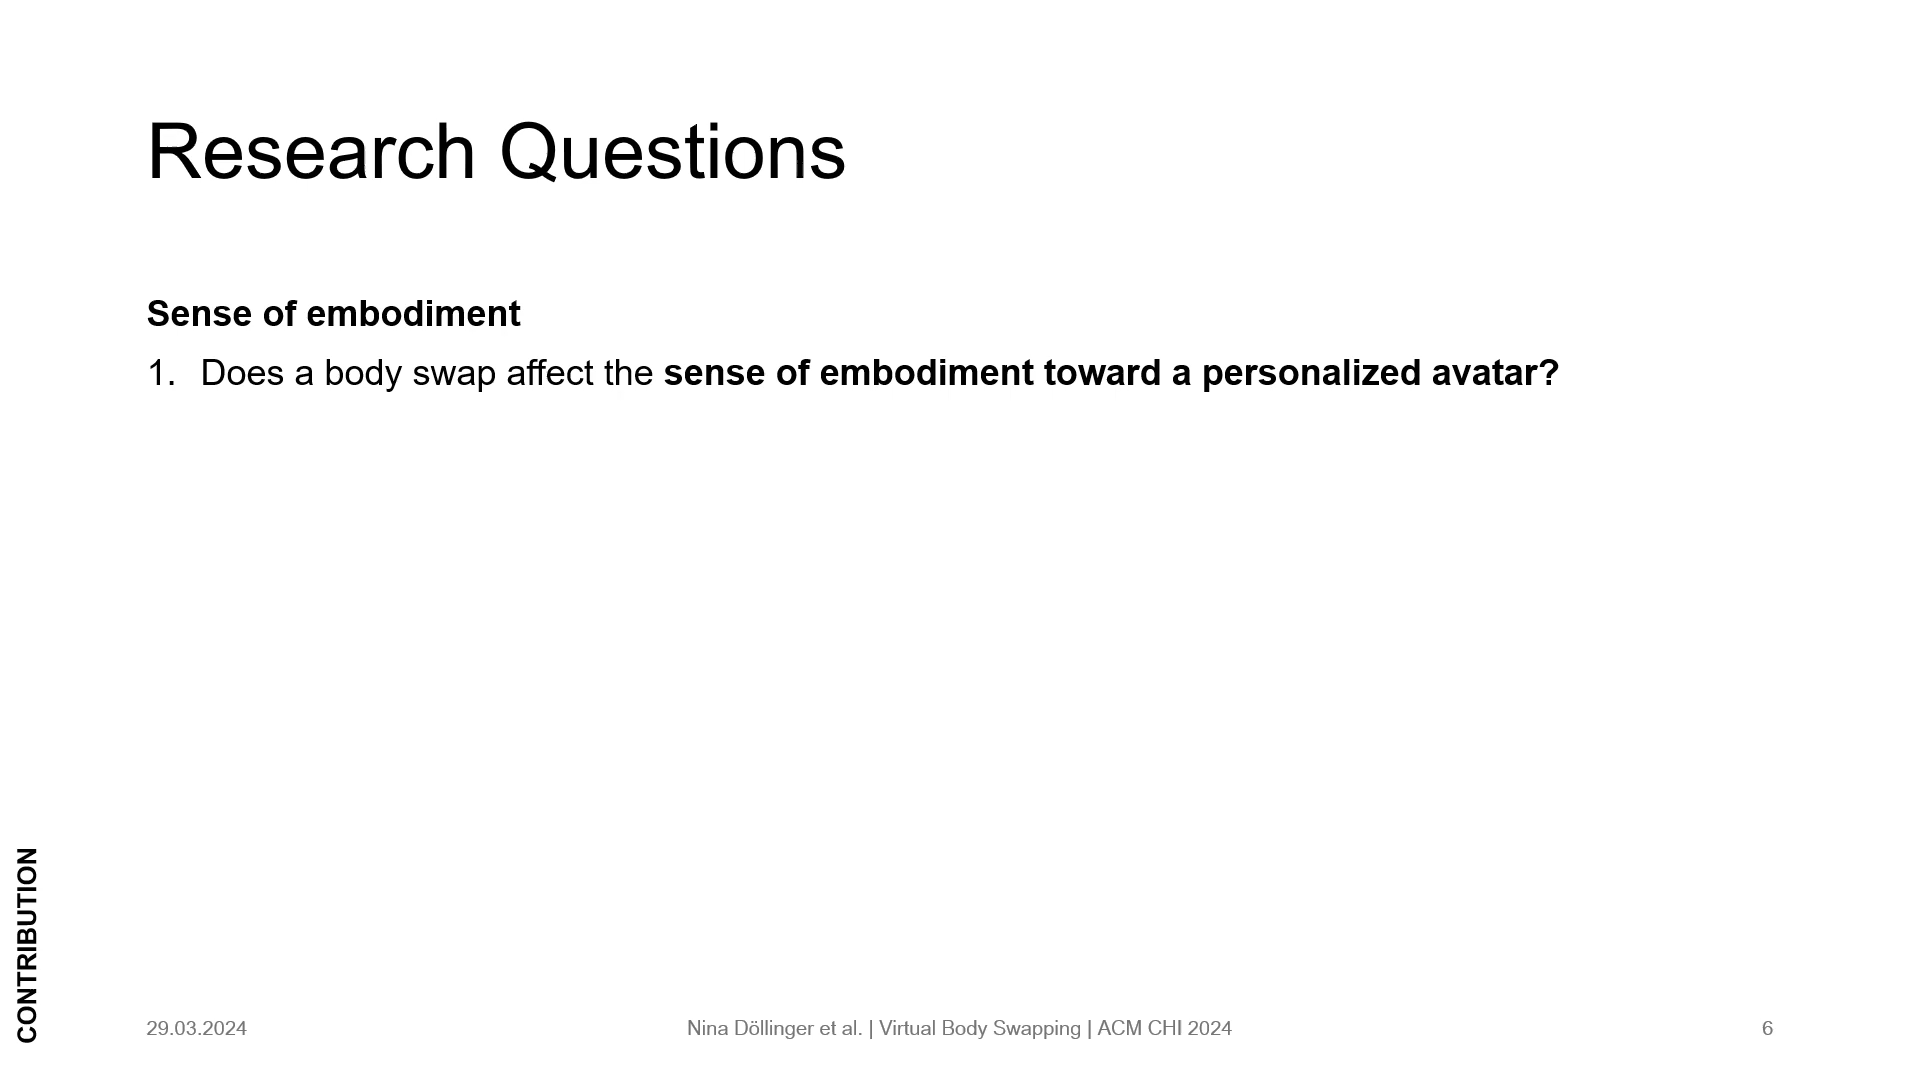 Research Questions
Sense of embodiment
1. Does a body swap affect the sense of embodiment toward a personalized avatar?
CONTRIBUTION
29.03.2024
Nina Döllinger et al. | Virtual Body Swapping | ACM CHI 2024
6